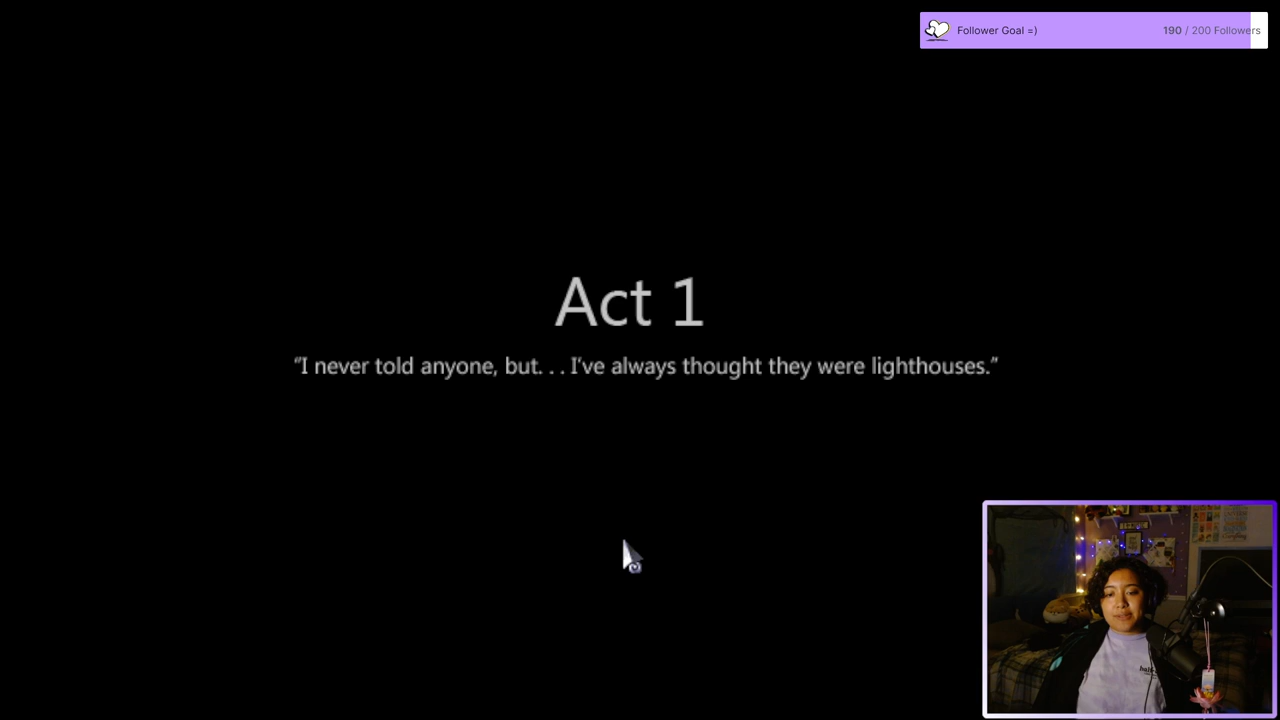 Follower Goal =) 190 / 200 Followers
Act 1
“I never told anyone, but. . . I’ve always thought they were lighthouses.”